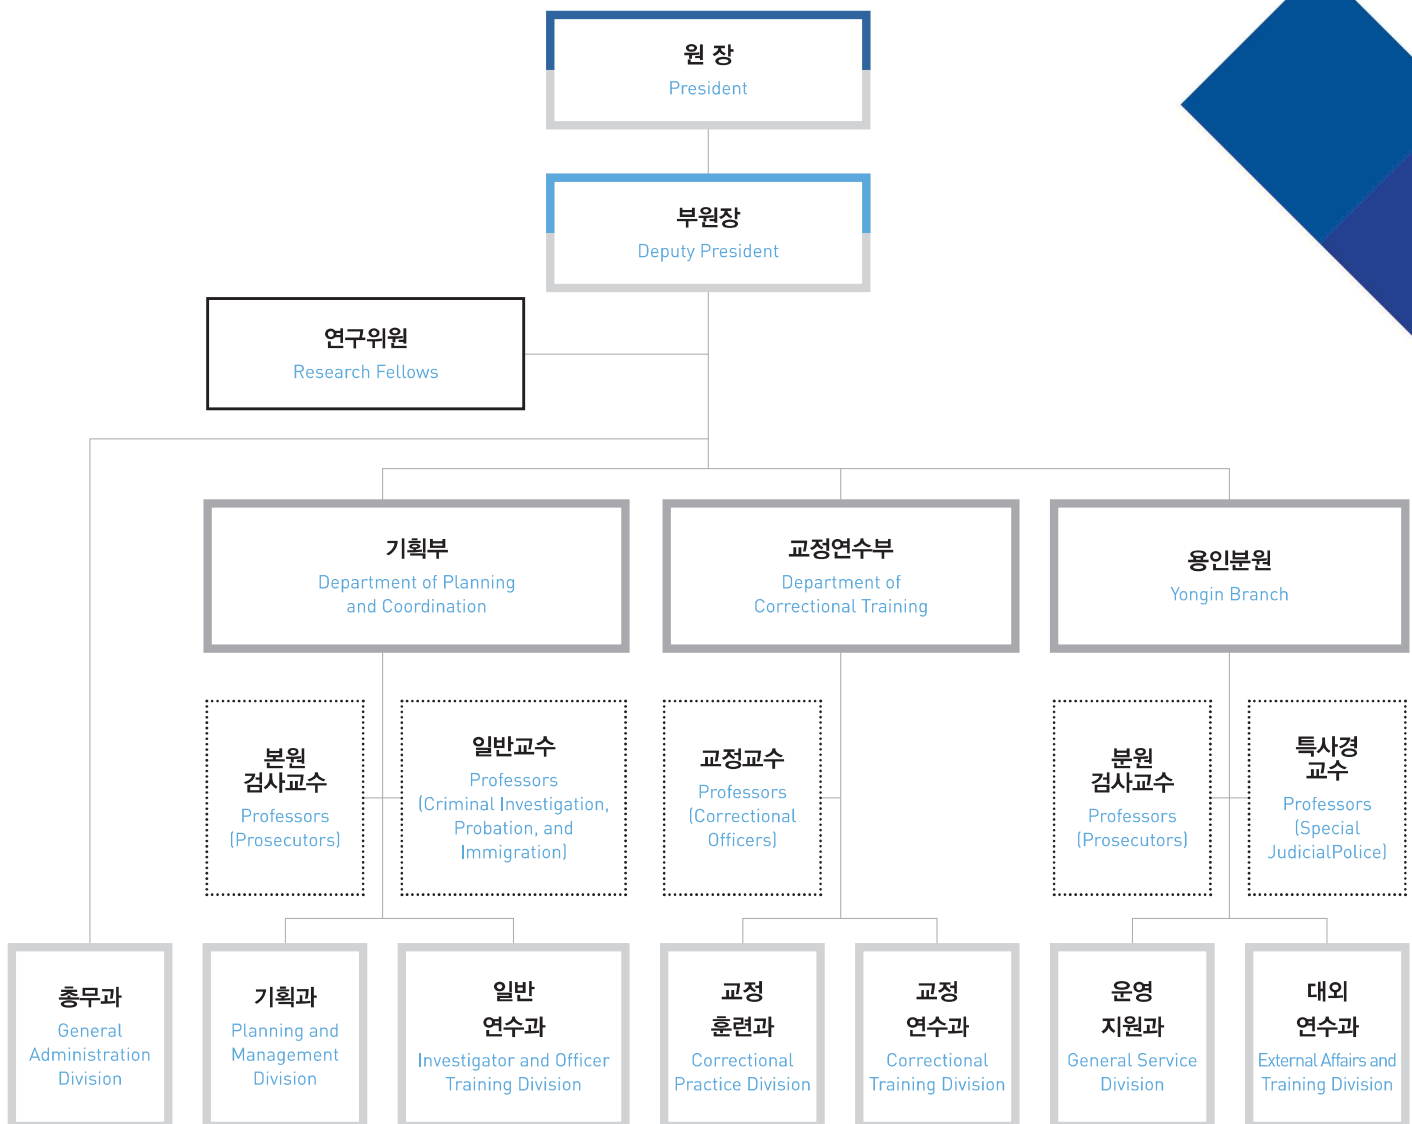 원 장
President
부원장
Deputy President
연구위원
Research Fellows
기획부
Department of Planning
and Coordination
교정연수부
Department of
Correctional Training
용인분원
Yongin Branch
본원
검사교수
Professors
(Prosecutors)
일반교수
Professors
(Criminal Investigation,
Probation, and
Immigration)
교정교수
Professors
(Correctional
Officers)
분원
검사교수
Professors
(Prosecutors)
특사경
교수
Professors
(Special
JudicialPolice)
총무과
General
Administration
Division
기획과
Planning and
Management
Division
일반
연수과
Investigator and Officer
Training Division
교정
훈련과
Correctional
Practice Division
교정
연수과
Correctional
Training Division
운영
지원과
General Service
Division
대외
연수과
External Affairs and
Training Division